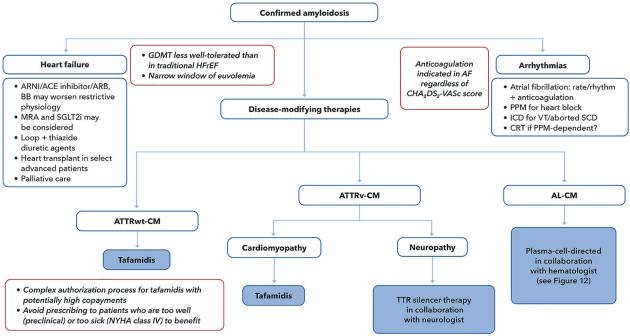 Confirmed amyloidosis
Heart failure
• ARNI/ACE inhibitor/ARB,
BB may worsen restrictive
physiology
• MRA and SGLT2i may
be considered
• Loop + thiazide
diuretic agents
• Heart transplant in select
advanced patients
• Palliative care
• GDMT less well-tolerated than
in traditional HFrEF
• Narrow window of euvolemia
Anticoagulation
indicated in AF
regardless of
CHA₂DS₂-VASc score
Arrhythmias
• Atrial fibrillation: rate/rhythm
+ anticoagulation
• PPM for heart block
• ICD for VT/aborted SCD
• CRT if PPM-dependent?
Disease-modifying therapies
ATTRwt-CM
Tafamidis
• Complex authorization process for tafamidis with
potentially high copayments
• Avoid prescribing to patients who are too well
(preclinical) or too sick (NYHA class IV) to benefit
ATTRv-CM
Cardiomyopathy
Tafamidis
Neuropathy
TTR silencer therapy
in collaboration
with neurologist
AL-CM
Plasma-cell-directed
in collaboration
with hematologist
(see Figure 12)